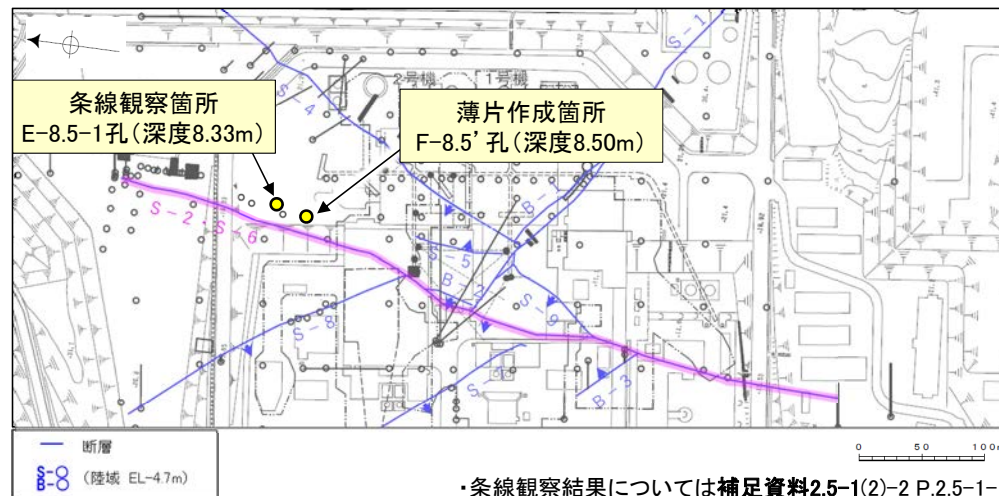 S-1
2号機
1号機
S-4
条線観察箇所
E-8.5-1孔(深度8.33m)
薄片作成箇所
F-8.5’孔(深度8.50m)
S-2・S-6
B-1
S-5
B-2
S-9
S-8
S-7
B-3
断層
S-○
B-○
(陸域 EL-4.7m)
0 50 100m
・条線観察結果については補足資料2.5-1(2)-2 P.2.5-1-